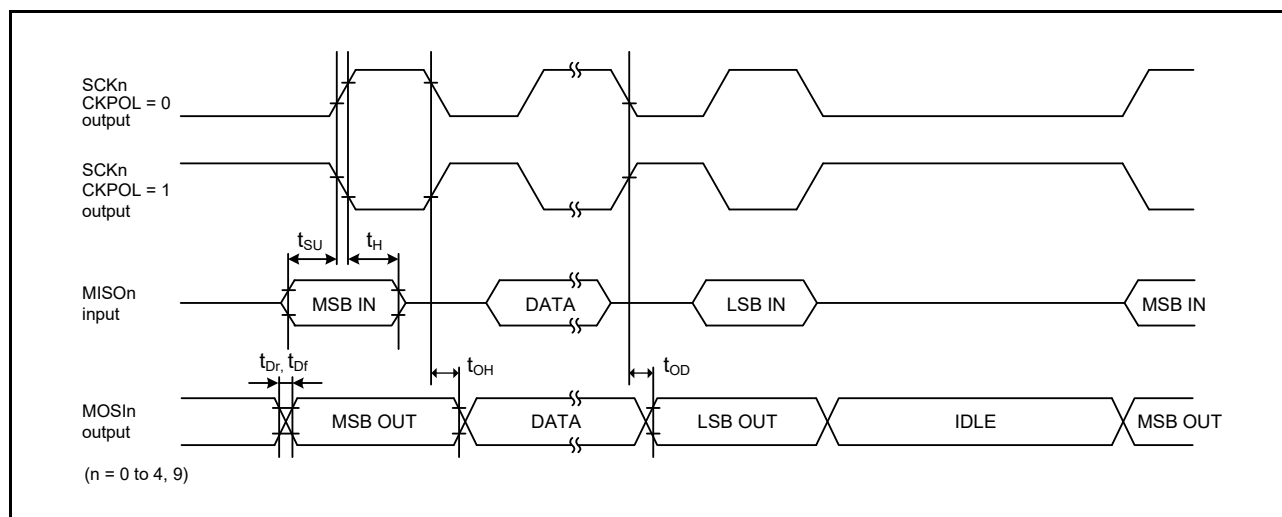 SCKn
CKPOL = 0
output
SCKn
CKPOL = 1
output
tSU
tH
MISOn
input
MSB IN
DATA
LSB IN
MSB IN
tDr, tDf
tOH
tOD
MOSIn
output
MSB OUT
DATA
LSB OUT
IDLE
MSB OUT
(n = 0 to 4, 9)